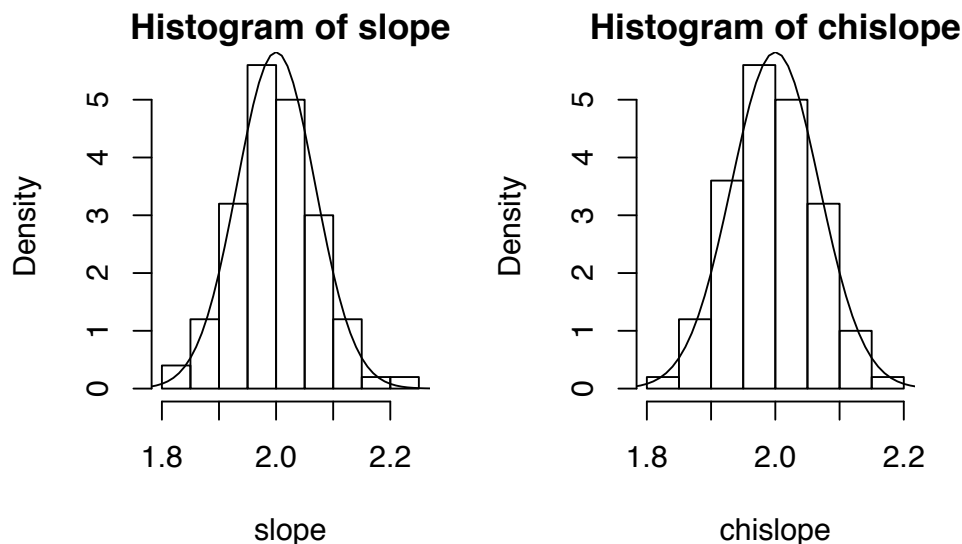 Histogram of slope
Density
0 1 2 3 4 5
1.8 2.0 2.2
slope
Histogram of chislope
Density
0 1 2 3 4 5
1.8 2.0 2.2
chislope